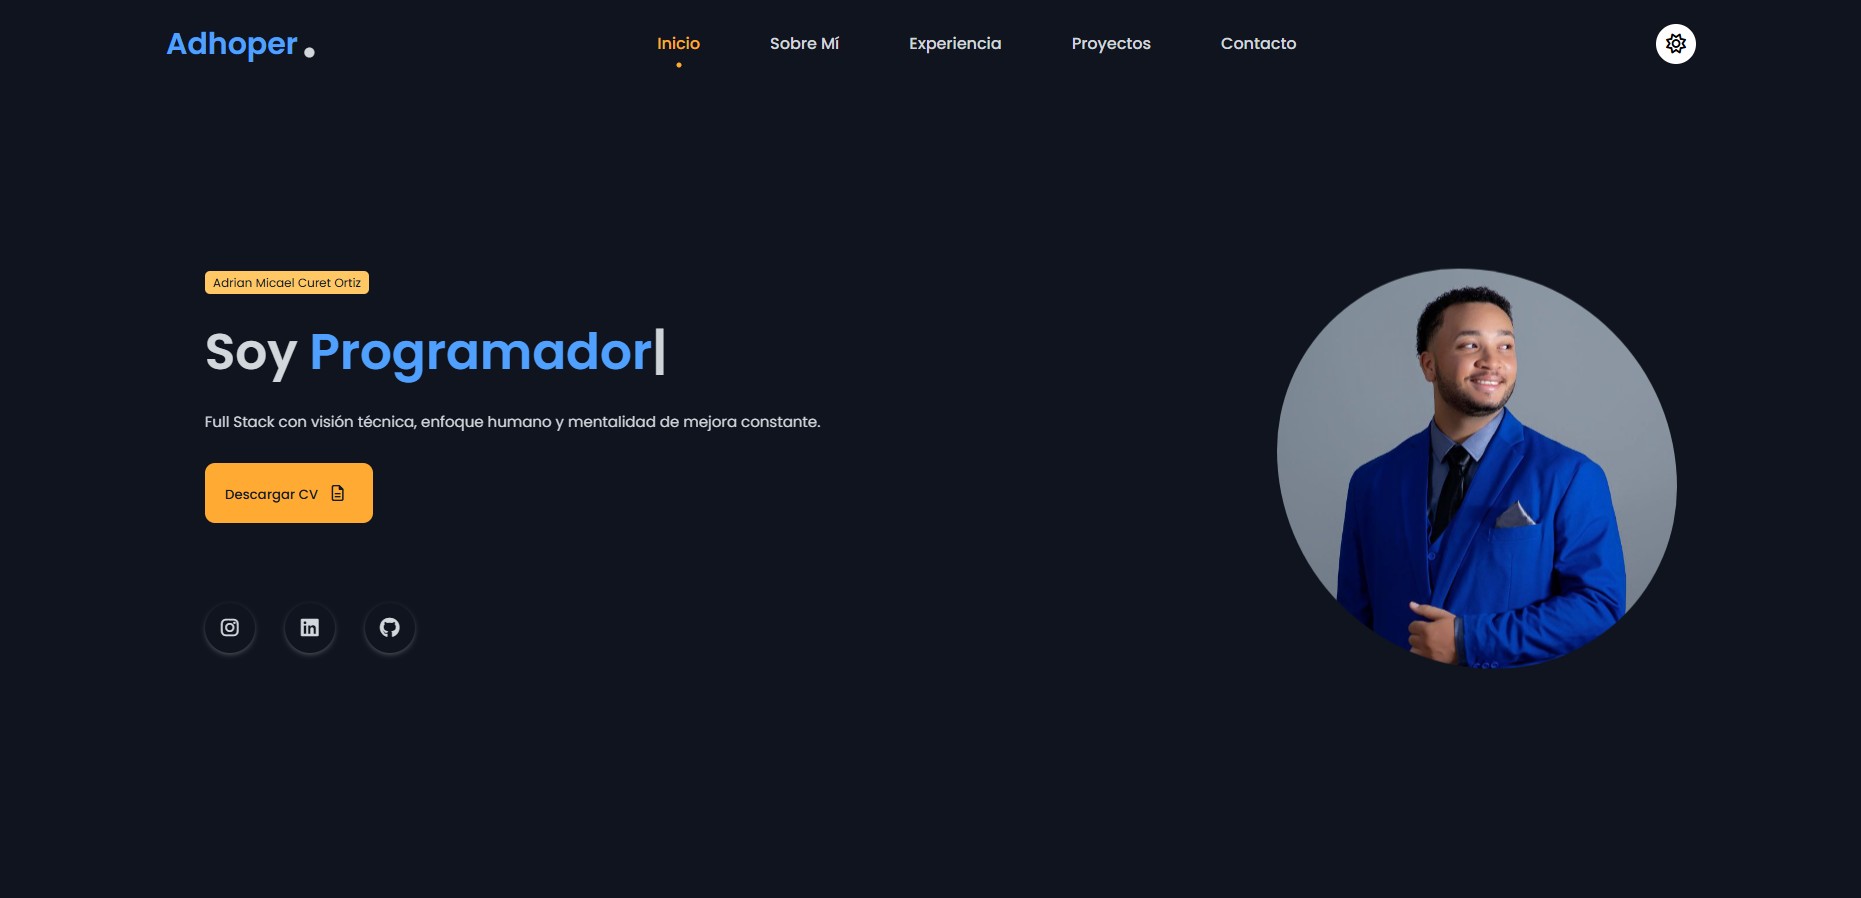 Adhoper.
Inicio Sobre Mí Experiencia Proyectos Contacto
Adrian Micael Curet Ortiz
Soy Programador|
Full Stack con visión técnica, enfoque humano y mentalidad de mejora constante.
Descargar CV
in